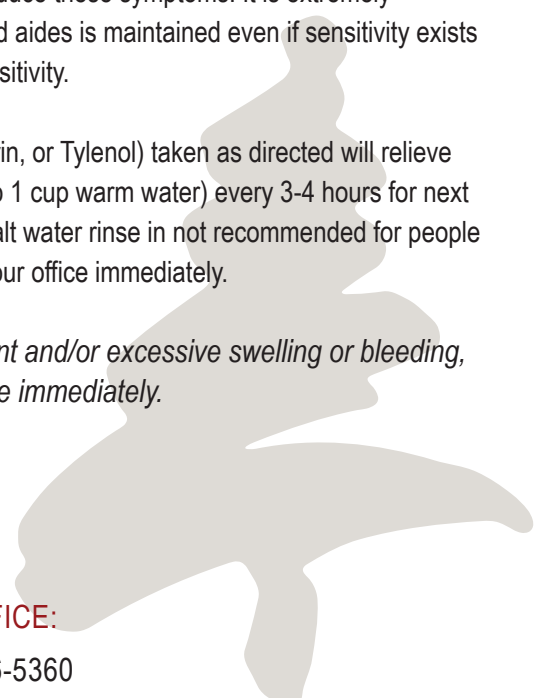 duce these symptoms. It is extremely
d aides is maintained even if sensitivity exists
sitivity.
in, or Tylenol) taken as directed will relieve
o 1 cup warm water) every 3-4 hours for next
alt water rinse in not recommended for people
our office immediately.
nt and/or excessive swelling or bleeding,
e immediately.
FICE:
6-5360